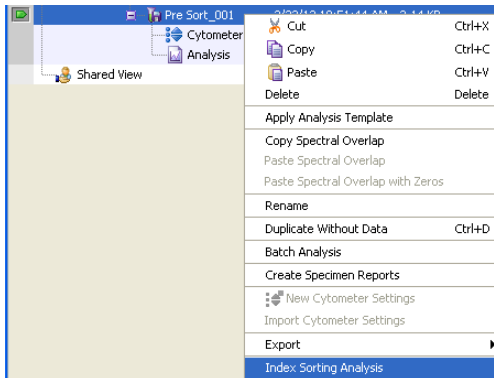 Pre Sort_001
Cytometer
Analysis
Shared View
Cut Ctrl+X
Copy Ctrl+C
Paste Ctrl+V
Delete Delete
Apply Analysis Template
Copy Spectral Overlap
Paste Spectral Overlap
Paste Spectral Overlap with Zeros
Rename
Duplicate Without Data Ctrl+D
Batch Analysis
Create Specimen Reports
New Cytometer Settings
Import Cytometer Settings
Export
Index Sorting Analysis